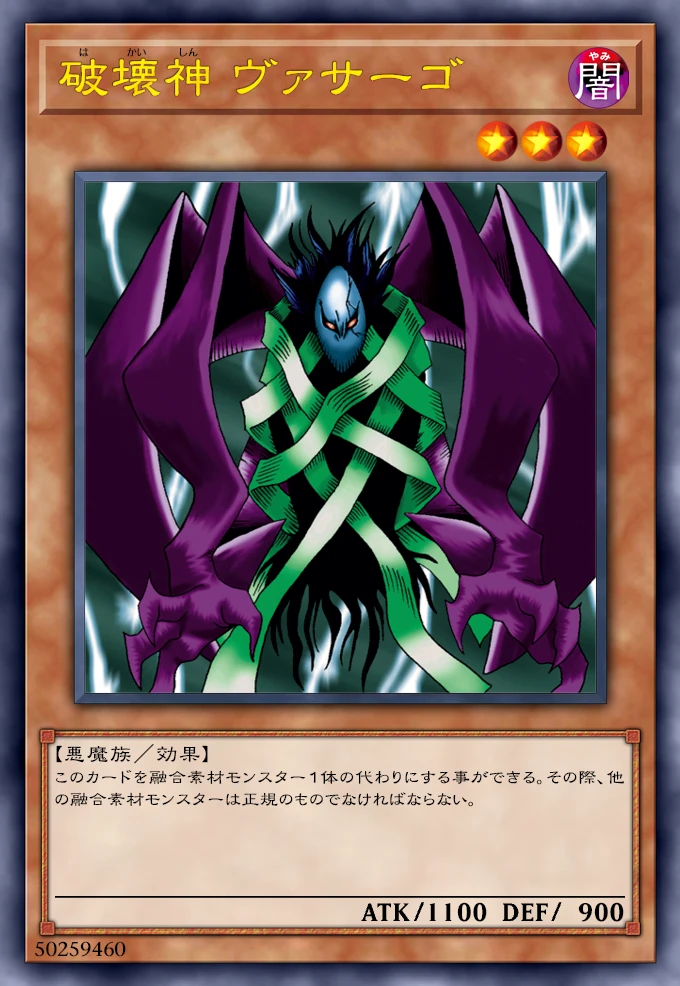 は かい しん
破壊神 ヴァサーゴ
やみ
闇
【悪魔族／効果】
このカードを融合素材モンスター１体の代わりにする事ができる。その際、他
の融合素材モンスターは正規のものでなければならない。
ATK/1100 DEF/ 900
50259460